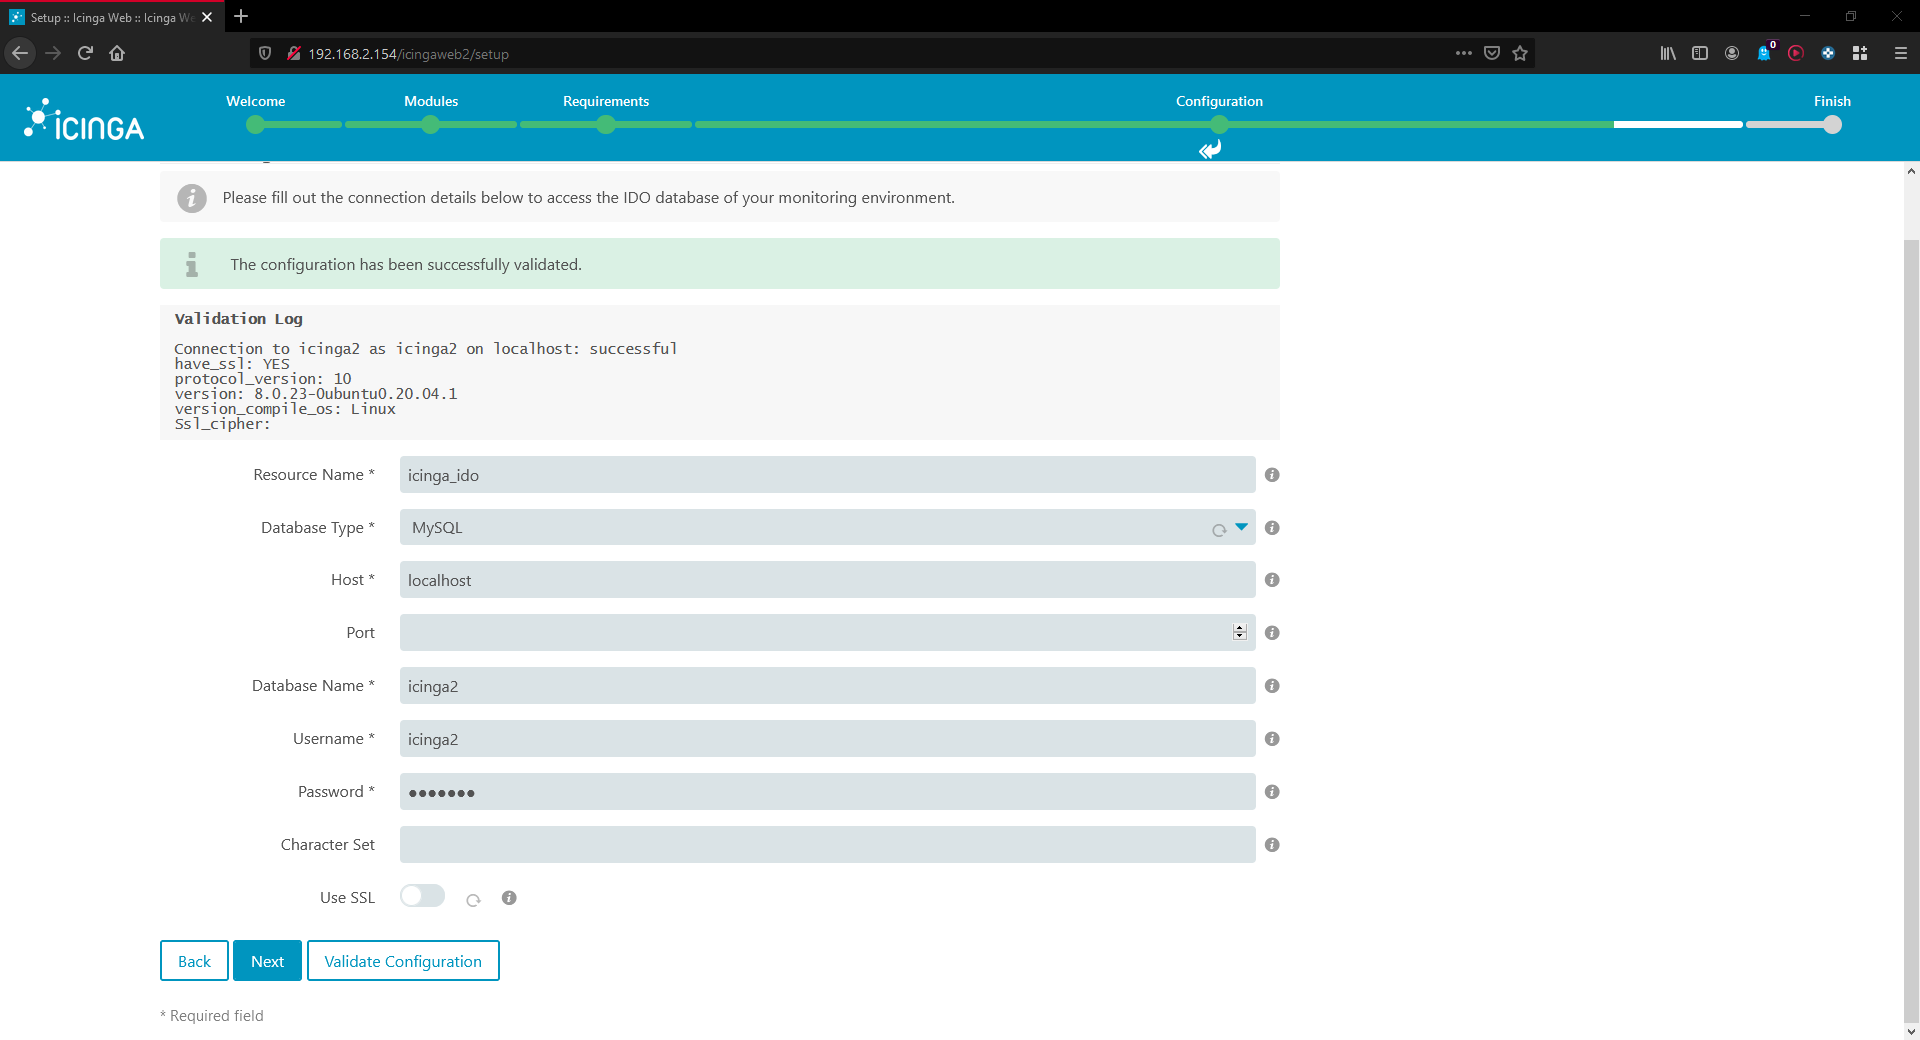 Setup :: Icinga Web :: Icinga We
192.168.2.154/icingaweb2/setup
0
ICINGA
Welcome
Modules
Requirements
Configuration
Finish
Please fill out the connection details below to access the IDO database of your monitoring environment.
The configuration has been successfully validated.
Validation Log
Connection to icinga2 as icinga2 on localhost: successful
have_ssl: YES
protocol_version: 10
version: 8.0.23-0ubuntu0.20.04.1
version_compile_os: Linux
Ssl_cipher:
Resource Name *
icinga_ido
Database Type *
MySQL
Host *
localhost
Port
Database Name *
icinga2
Username *
icinga2
Password *
•••••••
Character Set
Use SSL
Back
Next
Validate Configuration
* Required field